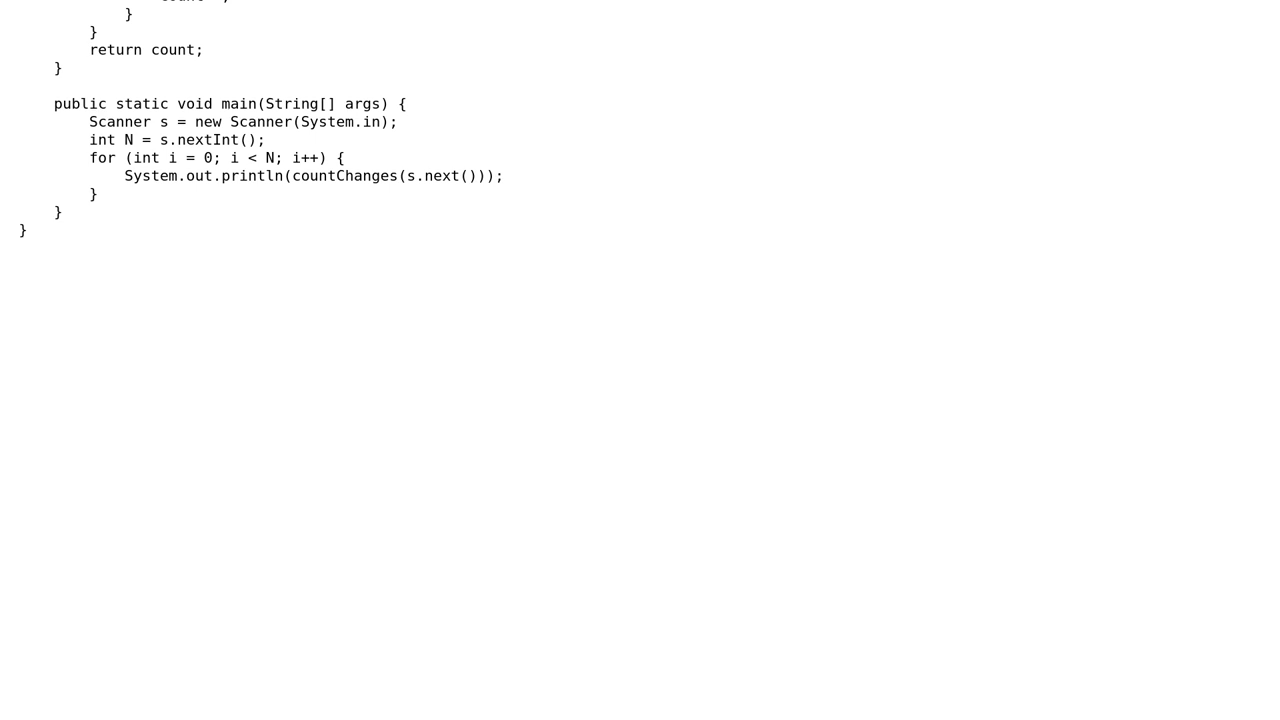 }
        }
        return count;
    }

    public static void main(String[] args) {
        Scanner s = new Scanner(System.in);
        int N = s.nextInt();
        for (int i = 0; i < N; i++) {
            System.out.println(countChanges(s.next()));
        }
    }
}